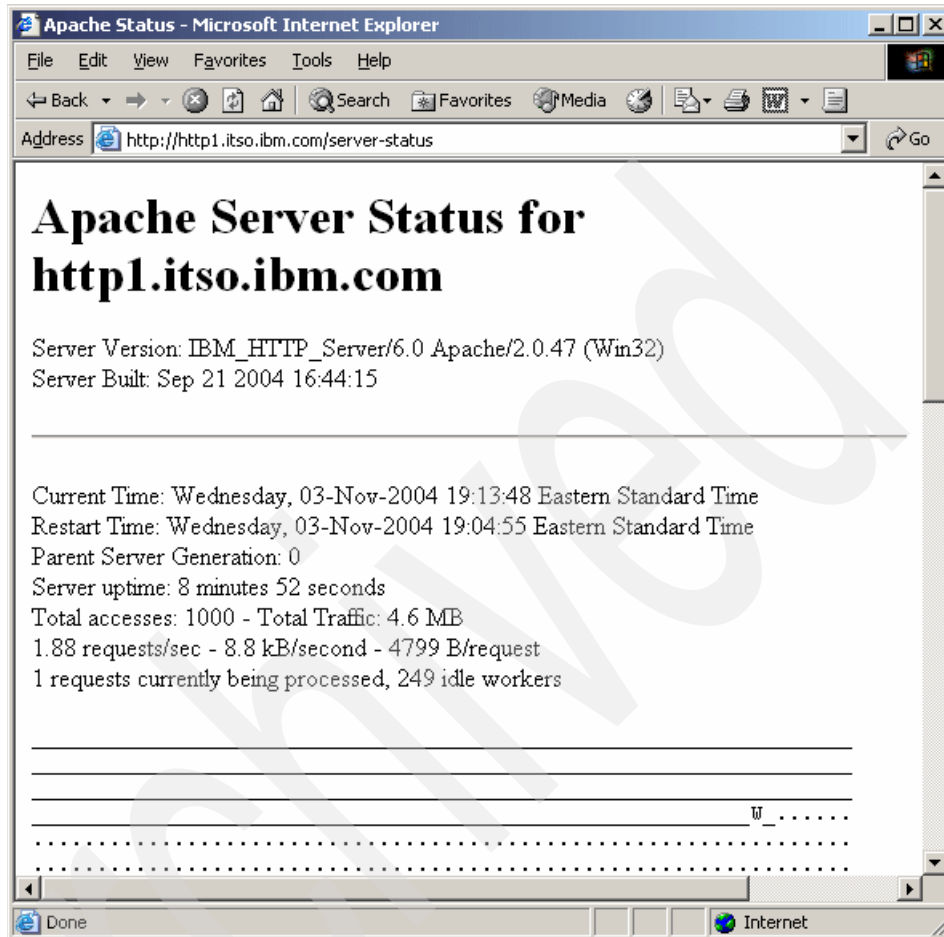 Apache Status - Microsoft Internet Explorer
File Edit View Favorites Tools Help
Back Search Favorites Media
Address http://http1.itso.ibm.com/server-status Go
Apache Server Status for
http1.itso.ibm.com
Server Version: IBM_HTTP_Server/6.0 Apache/2.0.47 (Win32)
Server Built: Sep 21 2004 16:44:15
Current Time: Wednesday, 03-Nov-2004 19:13:48 Eastern Standard Time
Restart Time: Wednesday, 03-Nov-2004 19:04:55 Eastern Standard Time
Parent Server Generation: 0
Server uptime: 8 minutes 52 seconds
Total accesses: 1000 - Total Traffic: 4.6 MB
1.88 requests/sec - 8.8 kB/second - 4799 B/request
1 requests currently being processed, 249 idle workers
________________________________________________________________
________________________________________________________________
________________________________________________________________
________________________________________________________W_......
................................................................
................................................................
Done Internet